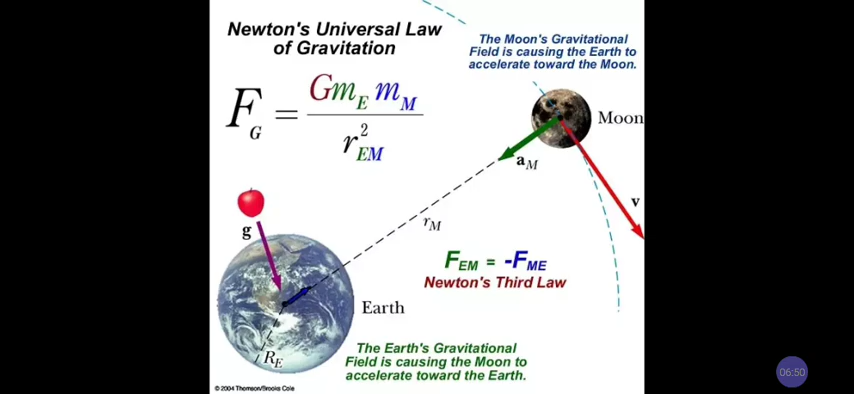 Newton's Universal Law
of Gravitation
F_G = Gm_E m_M / r_EM^2
The Moon's Gravitational
Field is causing the Earth to
accelerate toward the Moon.
Moon
a_M
v
r_M
g
F_EM = -F_ME
Newton's Third Law
Earth
R_E
The Earth's Gravitational
Field is causing the Moon to
accelerate toward the Earth.
© 2004 Thomson/Brooks Cole
06:50